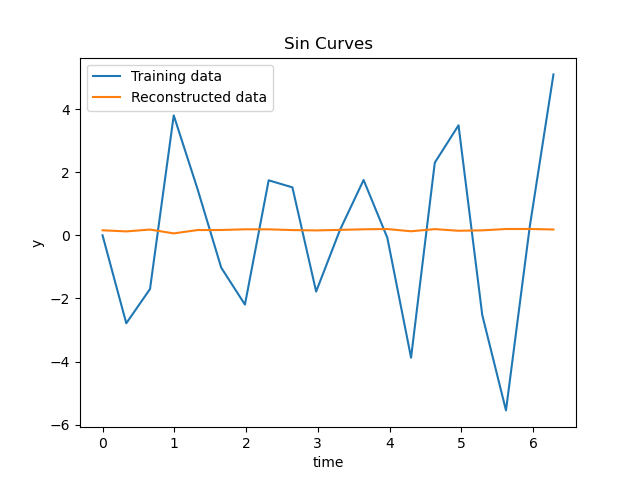 Sin Curves
Training data
Reconstructed data
4
2
0
−2
−4
−6
y
0 1 2 3 4 5 6
time